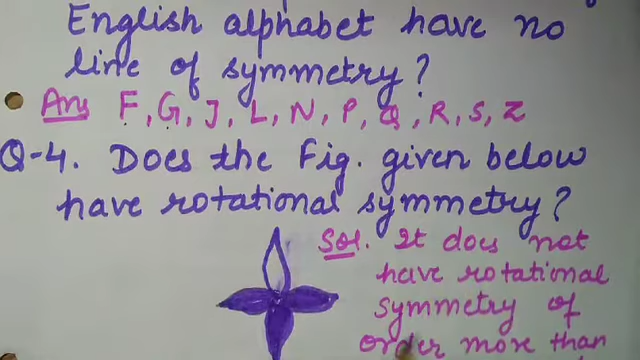 English alphabet have no
line of symmetry?
Ans F, G, J, L, N, P, Q, R, S, Z
Q-4. Does the Fig. given below
have rotational symmetry?
Sol. It does not
have rotational
symmetry of
order more than